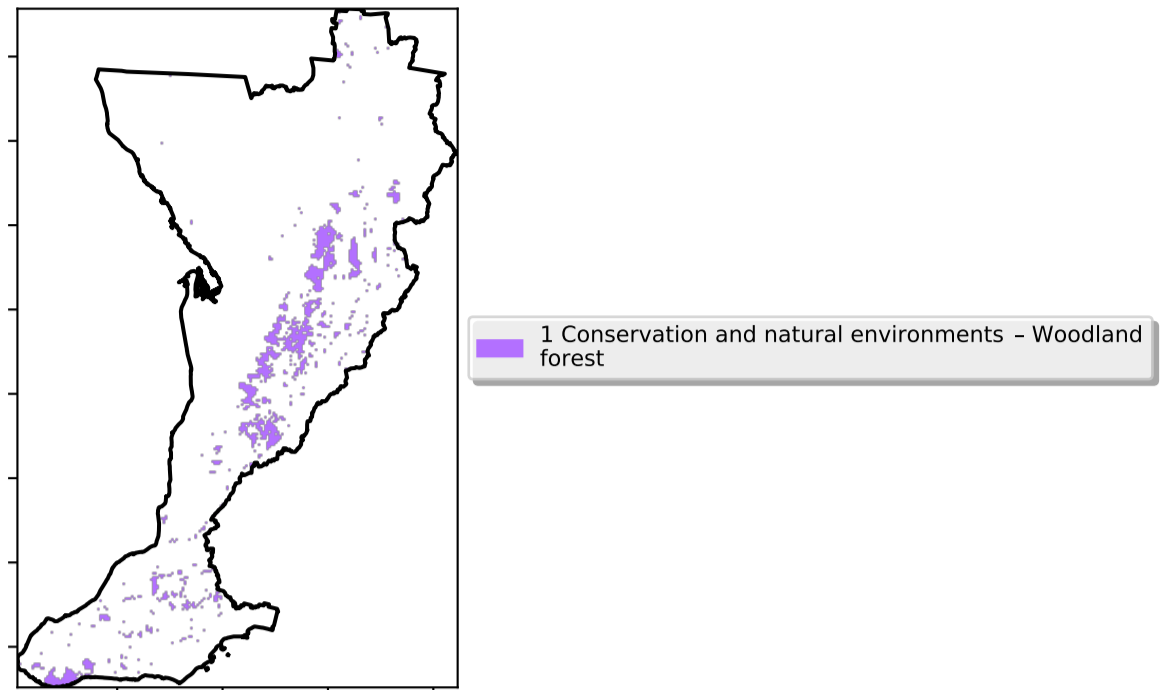 1 Conservation and natural environments – Woodland
forest